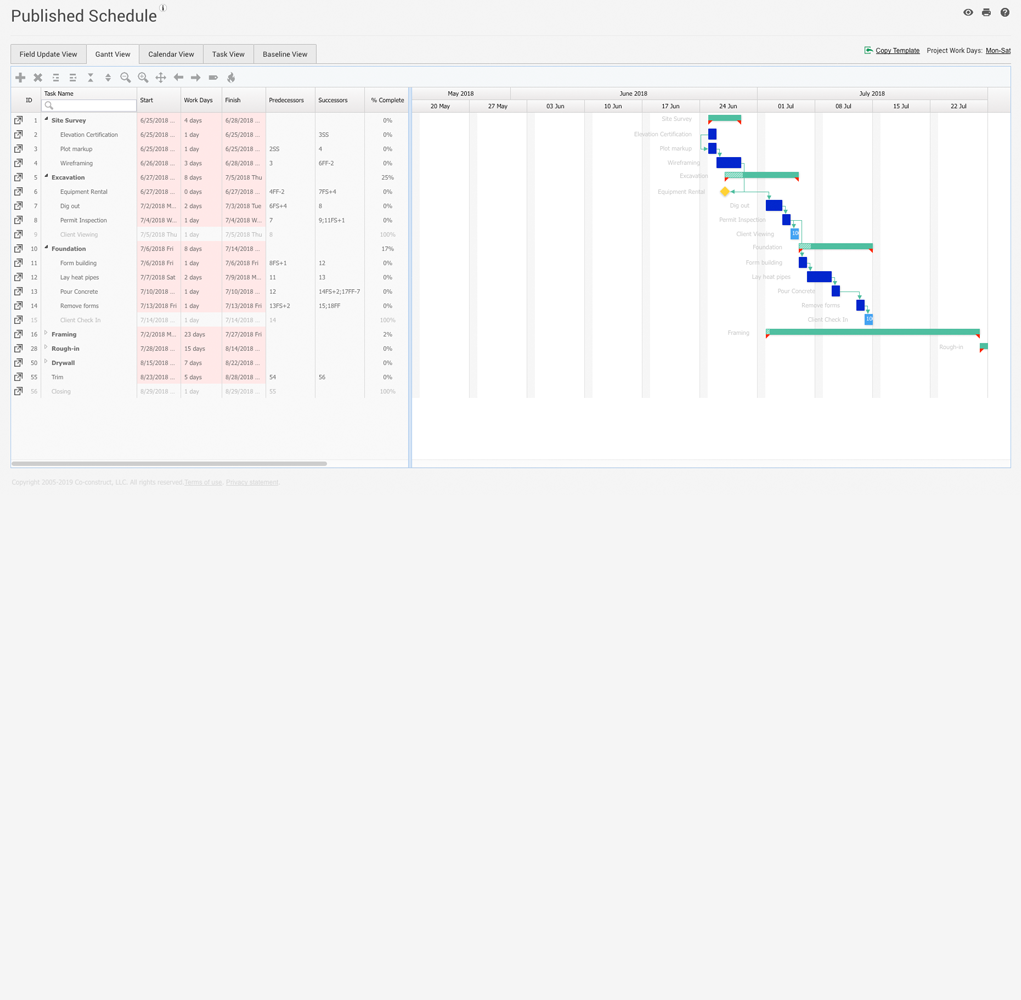 Published Schedule
Field Update View Gantt View Calendar View Task View Baseline View
Copy Template Project Work Days: Mon-Sat
ID Task Name Start Work Days Finish Predecessors Successors % Complete
May 2018 June 2018 July 2018
20 May 27 May 03 Jun 10 Jun 17 Jun 24 Jun 01 Jul 08 Jul 15 Jul 22 Jul
1 Site Survey 6/25/2018 ... 4 days 6/28/2018 ... 0% Site Survey
2 Elevation Certification 6/25/2018 ... 1 day 6/25/2018 ... 3SS 0% Elevation Certification
3 Plot markup 6/25/2018 ... 1 day 6/25/2018 ... 2SS 4 0% Plot markup
4 Wireframing 6/26/2018 ... 3 days 6/28/2018 ... 3 6FF-2 0% Wireframing
5 Excavation 6/27/2018 ... 8 days 7/5/2018 Thu 25% Excavation
6 Equipment Rental 6/27/2018 ... 0 days 6/27/2018 ... 4FF-2 7FS+4 0% Equipment Rental
7 Dig out 7/2/2018 M... 2 days 7/3/2018 Tue 6FS+4 8 0% Dig out
8 Permit Inspection 7/4/2018 W... 1 day 7/4/2018 W... 7 9;11FS+1 0% Permit Inspection
9 Client Viewing 7/5/2018 Thu 1 day 7/5/2018 Thu 8 100% Client Viewing
10 Foundation 7/6/2018 Fri 8 days 7/14/2018 ... 17% Foundation
11 Form building 7/6/2018 Fri 1 day 7/6/2018 Fri 8FS+1 12 0% Form building
12 Lay heat pipes 7/7/2018 Sat 2 days 7/9/2018 M... 11 13 0% Lay heat pipes
13 Pour Concrete 7/10/2018 ... 1 day 7/10/2018 ... 12 14FS+2;17FF-7 0% Pour Concrete
14 Remove forms 7/13/2018 Fri 1 day 7/13/2018 Fri 13FS+2 15;18FF 0% Remove forms
15 Client Check In 7/14/2018 ... 1 day 7/14/2018 ... 14 100% Client Check In
16 Framing 7/2/2018 M... 23 days 7/27/2018 Fri 2% Framing
28 Rough-in 7/28/2018 ... 15 days 8/14/2018 ... 0% Rough-in
50 Drywall 8/15/2018 ... 7 days 8/22/2018 ... 0%
55 Trim 8/23/2018 ... 5 days 8/28/2018 ... 54 56 0%
56 Closing 8/29/2018 ... 1 day 8/29/2018 ... 55 100%
Copyright 2005-2019 Co-construct, LLC. All rights reserved. Terms of use. Privacy statement.